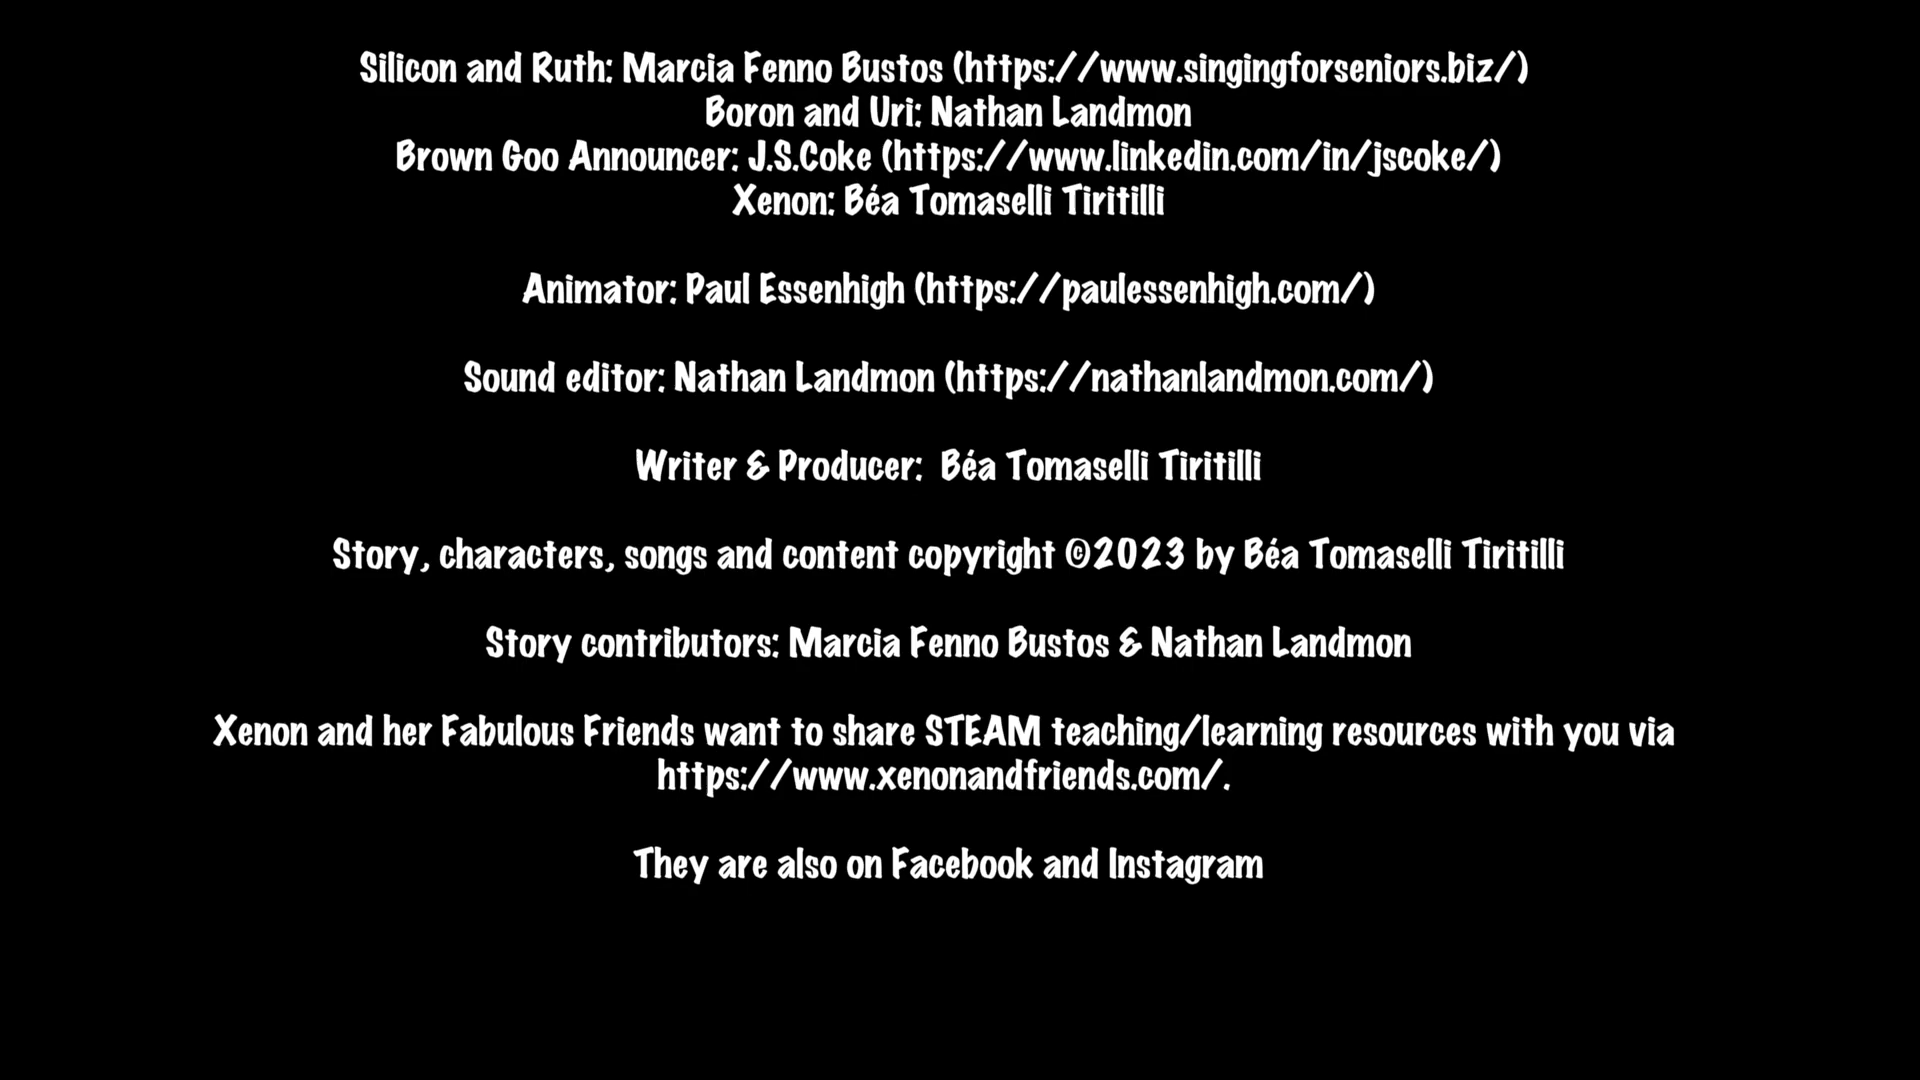 Silicon and Ruth: Marcia Fenno Bustos (https://www.singingforseniors.biz/)
Boron and Uri: Nathan Landmon
Brown Goo Announcer: J.S.Coke (https://www.linkedin.com/in/jscoke/)
Xenon: Béa Tomaselli Tiritilli
Animator: Paul Essenhigh (https://paulessenhigh.com/)
Sound editor: Nathan Landmon (https://nathanlandmon.com/)
Writer & Producer:  Béa Tomaselli Tiritilli
Story, characters, songs and content copyright ©2023 by Béa Tomaselli Tiritilli
Story contributors: Marcia Fenno Bustos & Nathan Landmon
Xenon and her Fabulous Friends want to share STEAM teaching/learning resources with you via
https://www.xenonandfriends.com/.
They are also on Facebook and Instagram